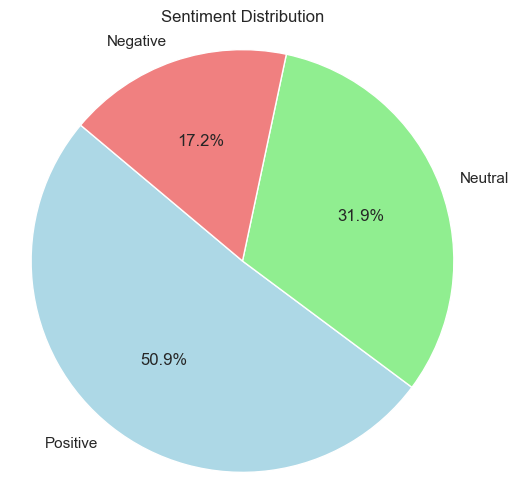 Sentiment Distribution
Negative
17.2%
Neutral
31.9%
50.9%
Positive